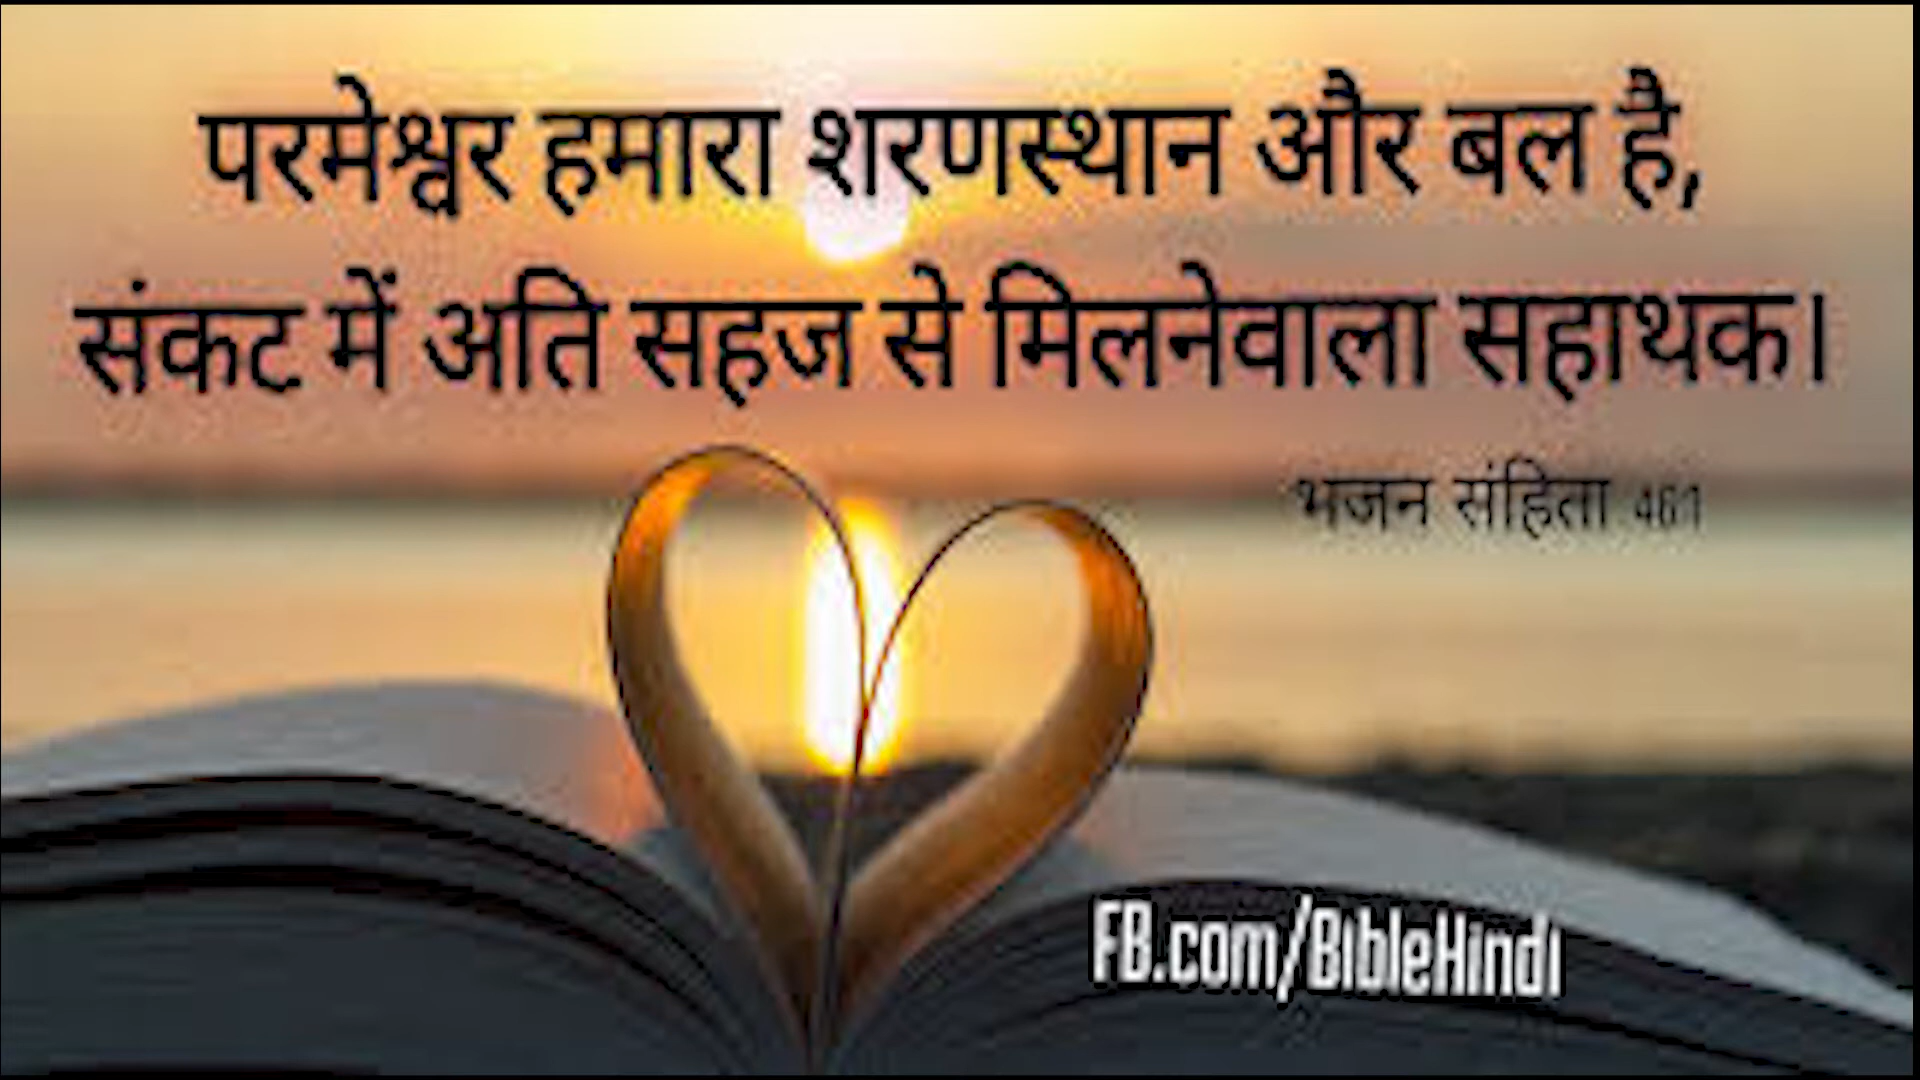 परमेश्वर हमारा शरणस्थान और बल है,
संकट में अति सहज से मिलनेवाला सहाथक।
भजन संहिता 46:1
FB.com/BibleHindi